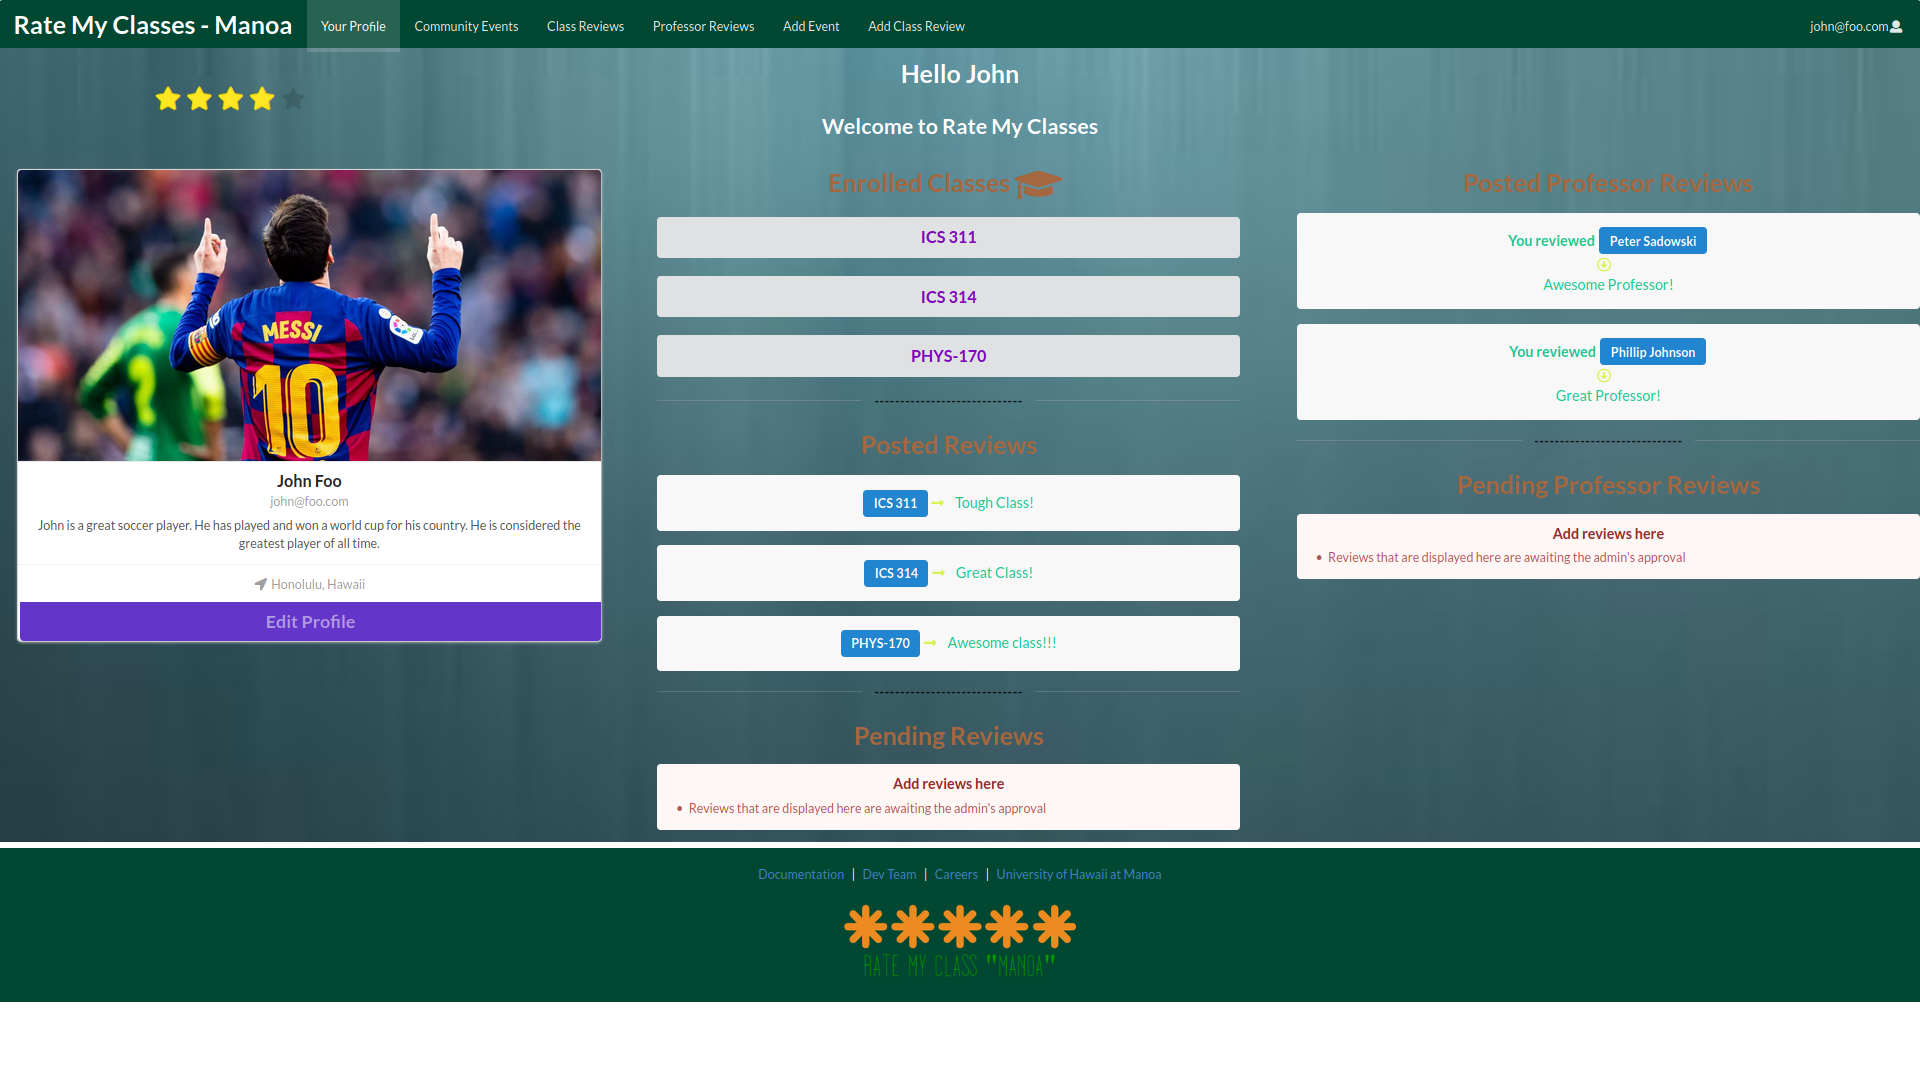 Rate My Classes - Manoa
Your Profile
Community Events
Class Reviews
Professor Reviews
Add Event
Add Class Review
john@foo.com
Hello John
Welcome to Rate My Classes
MESSI
10
John Foo
john@foo.com
John is a great soccer player. He has played and won a world cup for his country. He is considered the
greatest player of all time.
Honolulu, Hawaii
Edit Profile
Enrolled Classes
ICS 311
ICS 314
PHYS-170
-----------------------------
Posted Reviews
ICS 311 Tough Class!
ICS 314 Great Class!
PHYS-170 Awesome class!!!
-----------------------------
Pending Reviews
Add reviews here
• Reviews that are displayed here are awaiting the admin's approval
Posted Professor Reviews
You reviewed Peter Sadowski
Awesome Professor!
You reviewed Phillip Johnson
Great Professor!
-----------------------------
Pending Professor Reviews
Add reviews here
• Reviews that are displayed here are awaiting the admin's approval
Documentation | Dev Team | Careers | University of Hawaii at Manoa
RATE MY CLASS "MANOA"